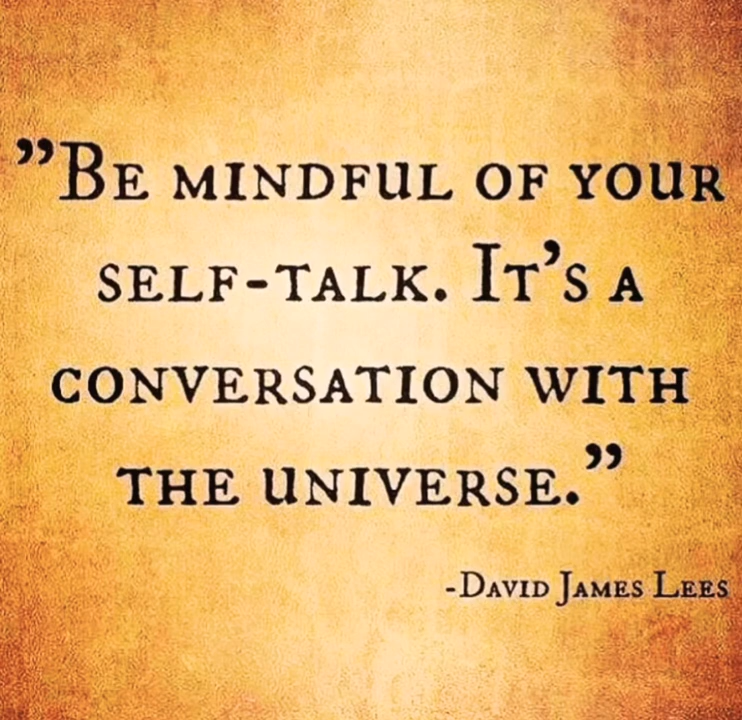 ”Be mindful of your
self-talk. It’s a
conversation with
the universe.”
-David James Lees